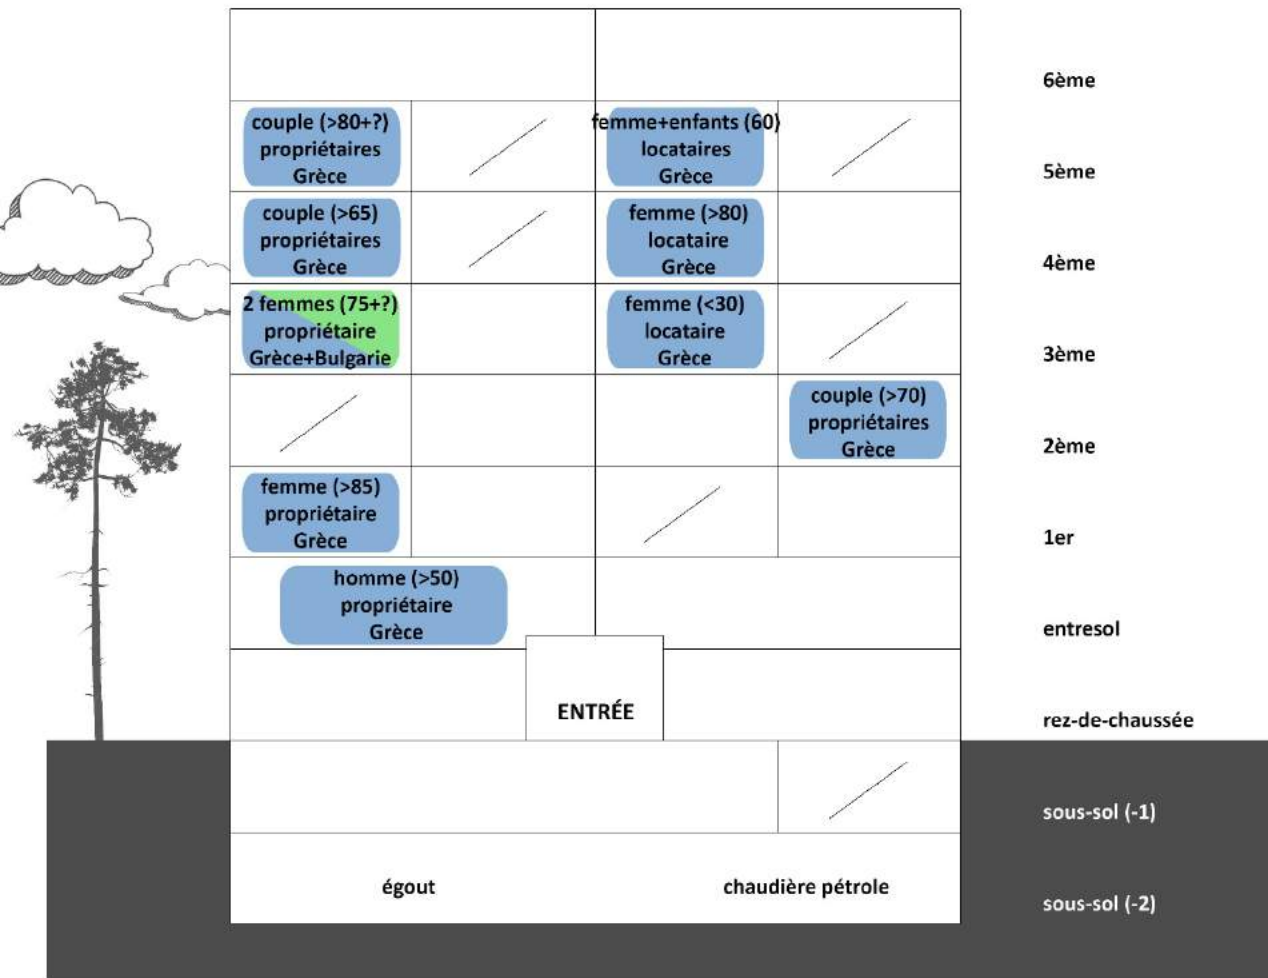 6ème
couple (>80+?)
propriétaires
Grèce
femme+enfants (60)
locataires
Grèce
5ème
couple (>65)
propriétaires
Grèce
femme (>80)
locataire
Grèce
4ème
2 femmes (75+?)
propriétaire
Grèce+Bulgarie
femme (<30)
locataire
Grèce
3ème
couple (>70)
propriétaires
Grèce
2ème
femme (>85)
propriétaire
Grèce
1er
homme (>50)
propriétaire
Grèce
entresol
ENTRÉE
rez-de-chaussée
sous-sol (-1)
égout
chaudière pétrole
sous-sol (-2)